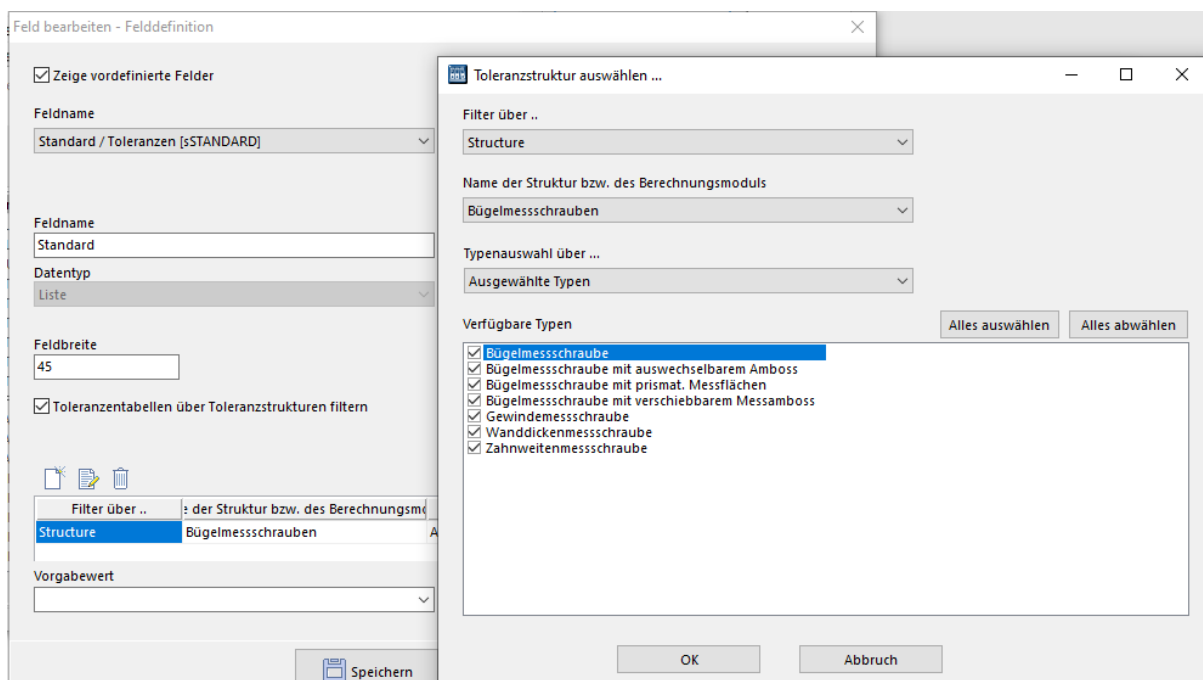 Feld bearbeiten - Felddefinition
Zeige vordefinierte Felder
Feldname
Standard / Toleranzen [sSTANDARD]
Feldname
Standard
Datentyp
Liste
Feldbreite
45
Toleranzentabellen über Toleranzstrukturen filtern
Filter über .. der Struktur bzw. des Berechnungsm
Structure Bügelmessschrauben A
Vorgabewert
Speichern
Toleranzstruktur auswählen ...
Filter über ..
Structure
Name der Struktur bzw. des Berechnungsmoduls
Bügelmessschrauben
Typenauswahl über ...
Ausgewählte Typen
Verfügbare Typen Alles auswählen Alles abwählen
Bügelmessschraube
Bügelmessschraube mit auswechselbarem Amboss
Bügelmessschraube mit prismat. Messflächen
Bügelmessschraube mit verschiebbarem Messamboss
Gewindemessschraube
Wanddickenmessschraube
Zahnweitenmessschraube
OK Abbruch